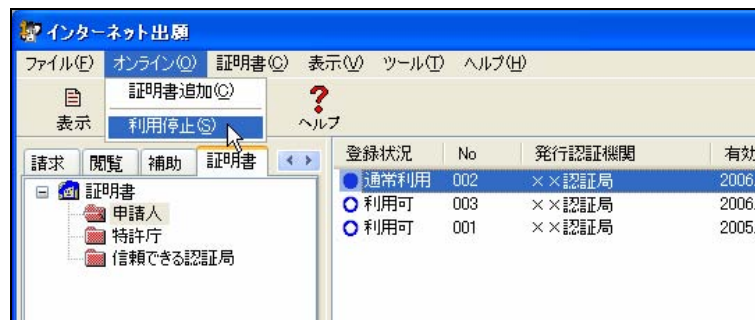 インターネット出願
ファイル(F) オンライン(O) 証明書(C) 表示(V) ツール(T) ヘルプ(H)
証明書追加(C)
表示 利用停止(S) ヘルプ
請求 閲覧 補助 証明書
登録状況 No 発行認証機関 有効
証明書
通常利用 002 ××認証局 2006.
申請人
利用可 003 ××認証局 2006.
特許庁
利用可 001 ××認証局 2005.
信頼できる認証局